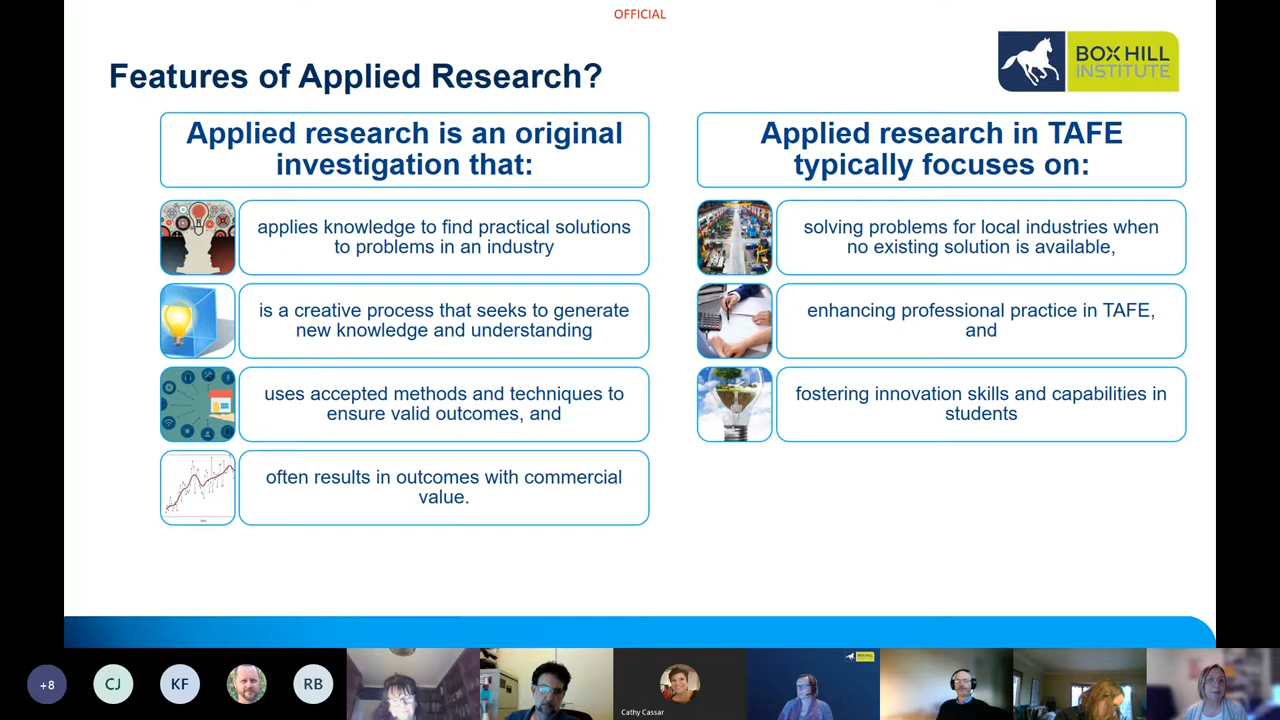 OFFICIAL
BOX HILL
INSTITUTE
Features of Applied Research?
Applied research is an original
investigation that:
applies knowledge to find practical solutions
to problems in an industry
is a creative process that seeks to generate
new knowledge and understanding
uses accepted methods and techniques to
ensure valid outcomes, and
often results in outcomes with commercial
value.
Applied research in TAFE
typically focuses on:
solving problems for local industries when
no existing solution is available,
enhancing professional practice in TAFE,
and
fostering innovation skills and capabilities in
students
+8
CJ
KF
RB
Cathy Cassar